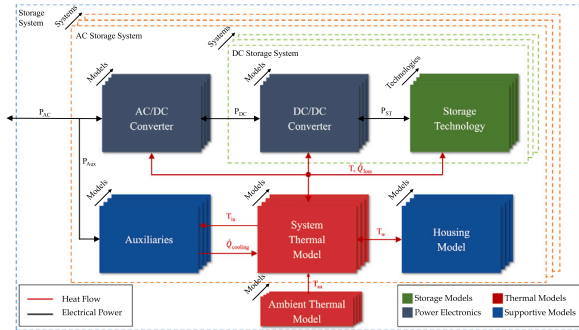 Storage
System
Systems
AC Storage System
Systems
DC Storage System
Models
Models
Technologies
AC/DC
Converter
DC/DC
Converter
Storage
Technology
P_AC
P_DC
P_ST
P_Aux
T, Q̇_loss
Models
Models
Models
Auxiliaries
System
Thermal
Model
Housing
Model
T_in
Q̇_cooling
T_w
T_sa
Models
Ambient Thermal
Model
Heat Flow
Electrical Power
Storage Models
Power Electronics
Thermal Models
Supportive Models